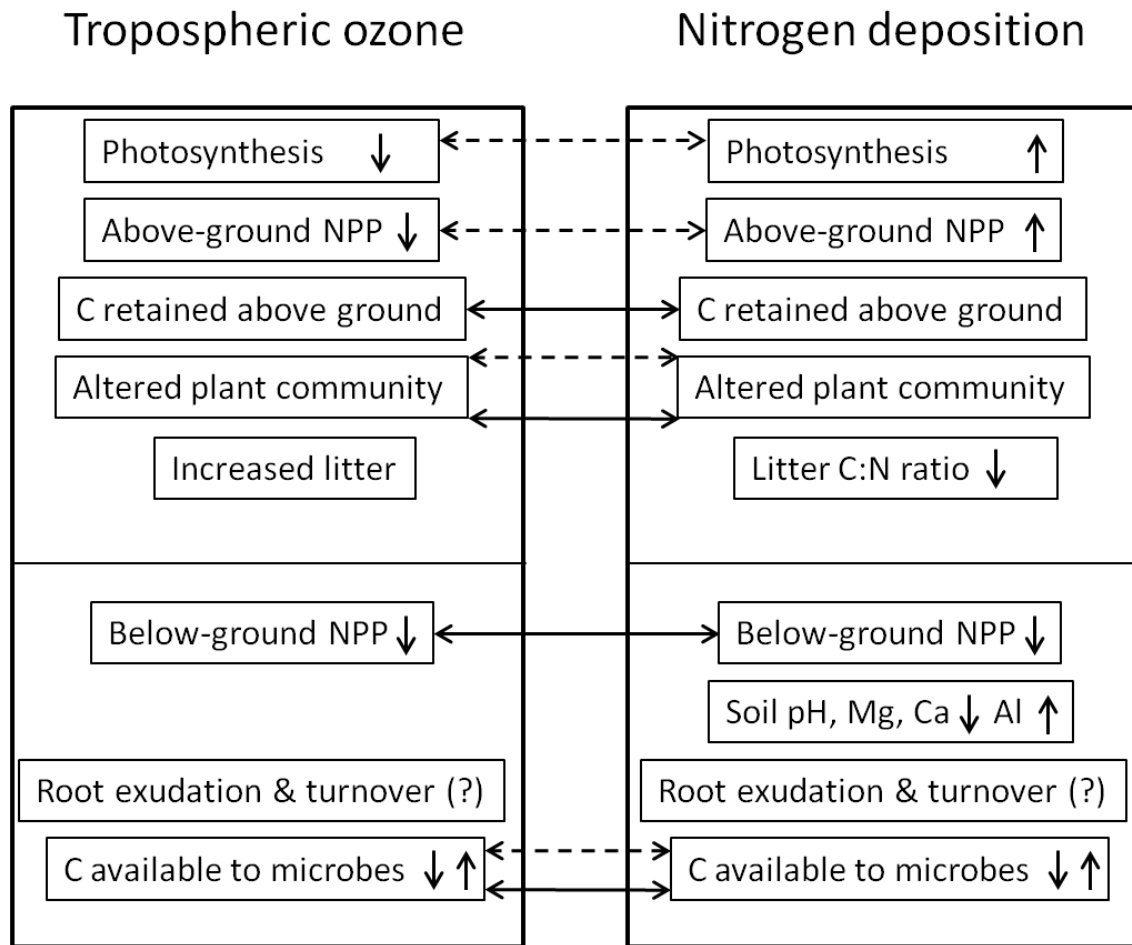 Tropospheric ozone
Nitrogen deposition
Photosynthesis ↓
Photosynthesis ↑
Above-ground NPP ↓
Above-ground NPP ↑
C retained above ground
C retained above ground
Altered plant community
Altered plant community
Increased litter
Litter C:N ratio ↓
Below-ground NPP ↓
Below-ground NPP ↓
Soil pH, Mg, Ca ↓ Al ↑
Root exudation & turnover (?)
Root exudation & turnover (?)
C available to microbes ↓ ↑
C available to microbes ↓ ↑